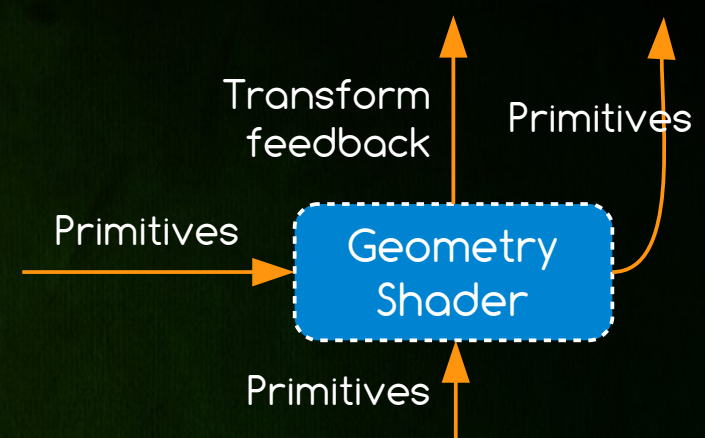 Transform
feedback
Primitives
Primitives
Geometry
Shader
Primitives